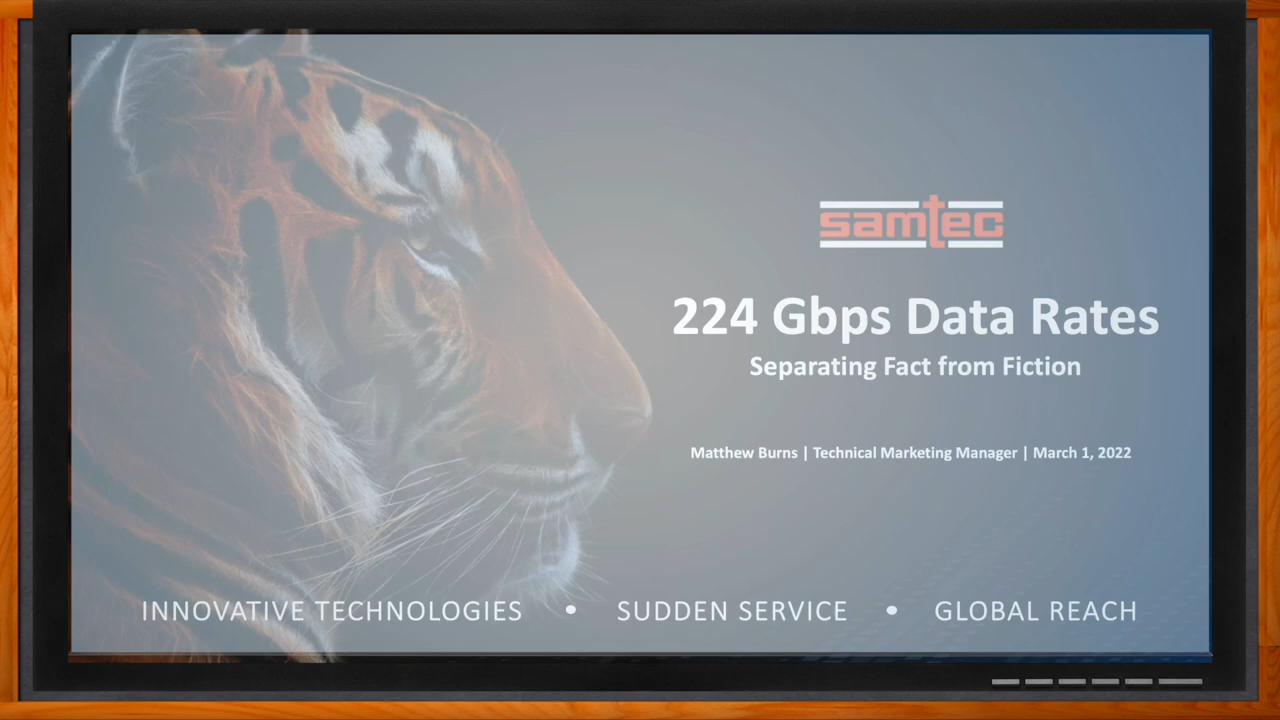 samtec
224 Gbps Data Rates
Separating Fact from Fiction
Matthew Burns | Technical Marketing Manager | March 1, 2022
INNOVATIVE TECHNOLOGIES • SUDDEN SERVICE • GLOBAL REACH